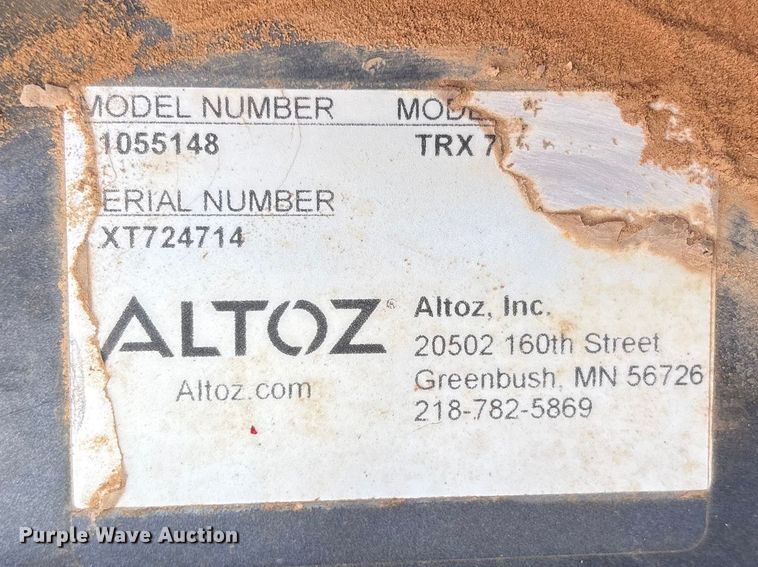 MODEL NUMBER MODE
1055148 TRX 7
ERIAL NUMBER
XT724714
ALTOZ®
Altoz.com
Altoz, Inc.
20502 160th Street
Greenbush, MN 56726
218-782-5869
Purple Wave Auction